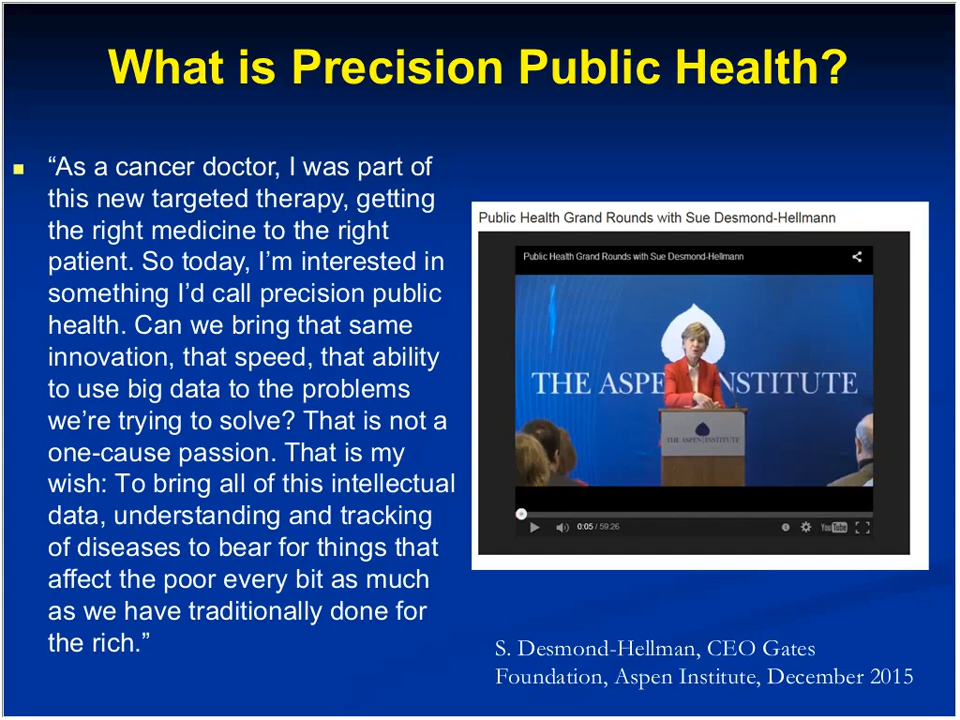 What is Precision Public Health?
“As a cancer doctor, I was part of
this new targeted therapy, getting
the right medicine to the right
patient. So today, I’m interested in
something I’d call precision public
health. Can we bring that same
innovation, that speed, that ability
to use big data to the problems
we’re trying to solve? That is not a
one-cause passion. That is my
wish: To bring all of this intellectual
data, understanding and tracking
of diseases to bear for things that
affect the poor every bit as much
as we have traditionally done for
the rich.”
Public Health Grand Rounds with Sue Desmond-Hellmann
Public Health Grand Rounds with Sue Desmond-Hellmann
THE ASPEN INSTITUTE
THE ASPEN INSTITUTE
0:05 / 59:26
YouTube
S. Desmond-Hellman, CEO Gates
Foundation, Aspen Institute, December 2015